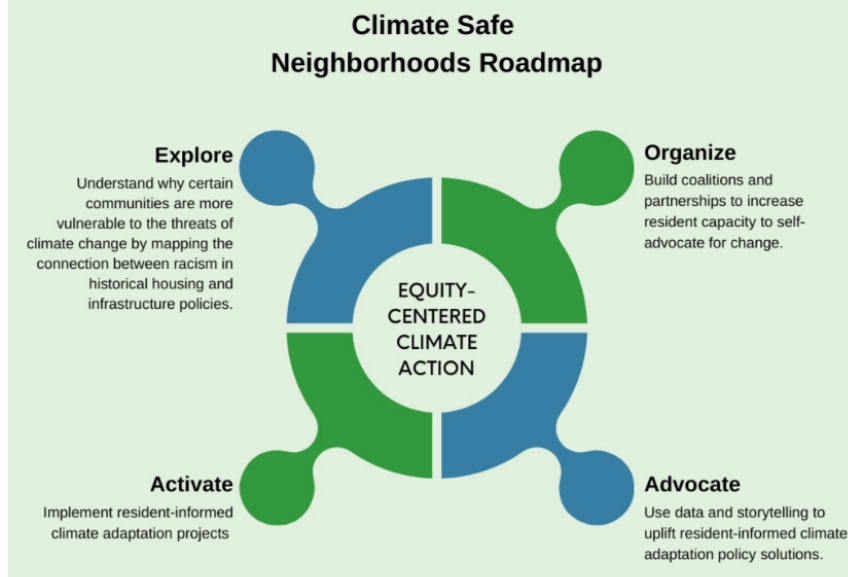 Climate Safe
Neighborhoods Roadmap
Explore
Understand why certain
communities are more
vulnerable to the threats of
climate change by mapping the
connection between racism in
historical housing and
infrastructure policies.
Organize
Build coalitions and
partnerships to increase
resident capacity to self-
advocate for change.
EQUITY-
CENTERED
CLIMATE
ACTION
Activate
Implement resident-informed
climate adaptation projects
Advocate
Use data and storytelling to
uplift resident-informed climate
adaptation policy solutions.